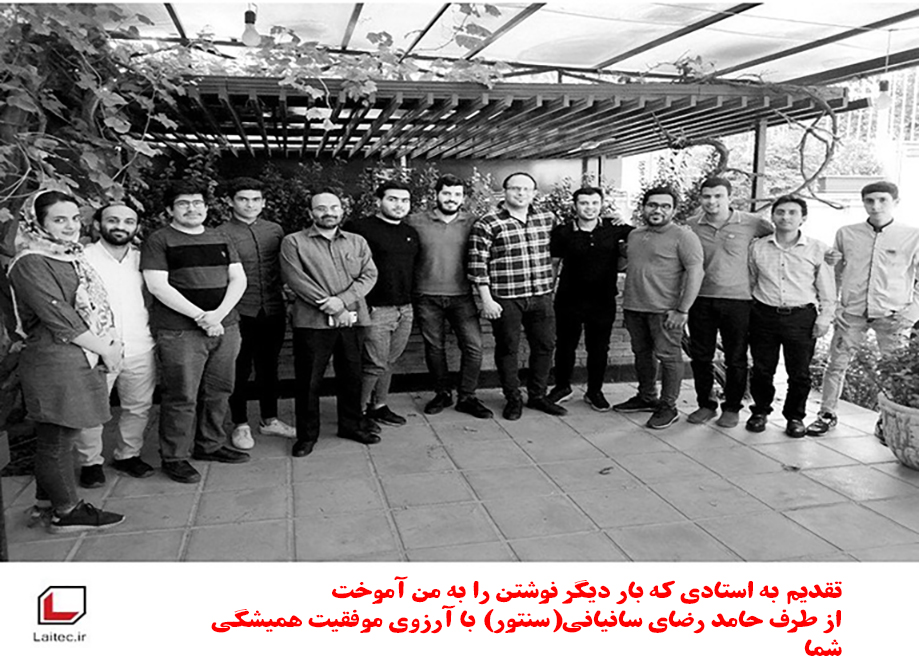 تقدیم به استادی که بار دیگر نوشتن را به من آموخت
از طرف حامد رضای سانیانی(سنتور) با آرزوی موفقیت همیشگی
شما
Laitec.ir